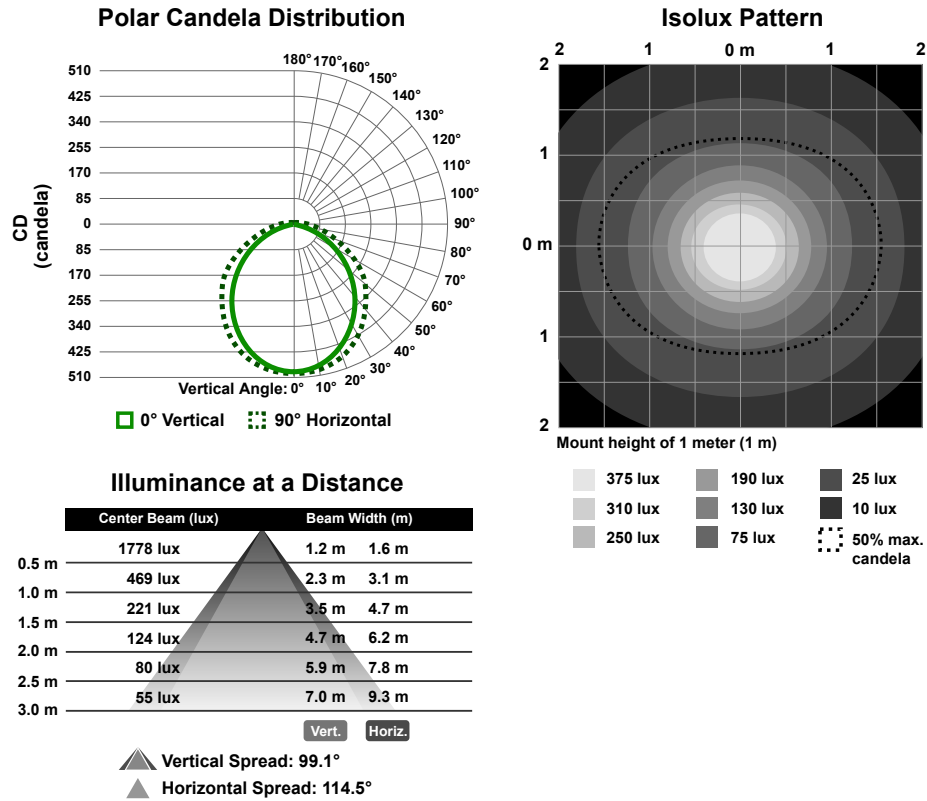 Polar Candela Distribution
180° 170° 160° 150° 140° 130° 120° 110° 100° 90° 80° 70° 60° 50° 40° 30° 20° 10° 0°
510
425
340
255
170
85
0
85
170
255
340
425
510
CD
(candela)
Vertical Angle:
0° Vertical 90° Horizontal
Isolux Pattern
2 1 0 m 1 2
2
1
0 m
1
2
Mount height of 1 meter (1 m)
375 lux 190 lux 25 lux
310 lux 130 lux 10 lux
250 lux 75 lux 50% max.
candela
Illuminance at a Distance
Center Beam (lux) Beam Width (m)
1778 lux 1.2 m 1.6 m
0.5 m
469 lux 2.3 m 3.1 m
1.0 m
221 lux 3.5 m 4.7 m
1.5 m
124 lux 4.7 m 6.2 m
2.0 m
80 lux 5.9 m 7.8 m
2.5 m
55 lux 7.0 m 9.3 m
3.0 m
Vert. Horiz.
Vertical Spread: 99.1°
Horizontal Spread: 114.5°